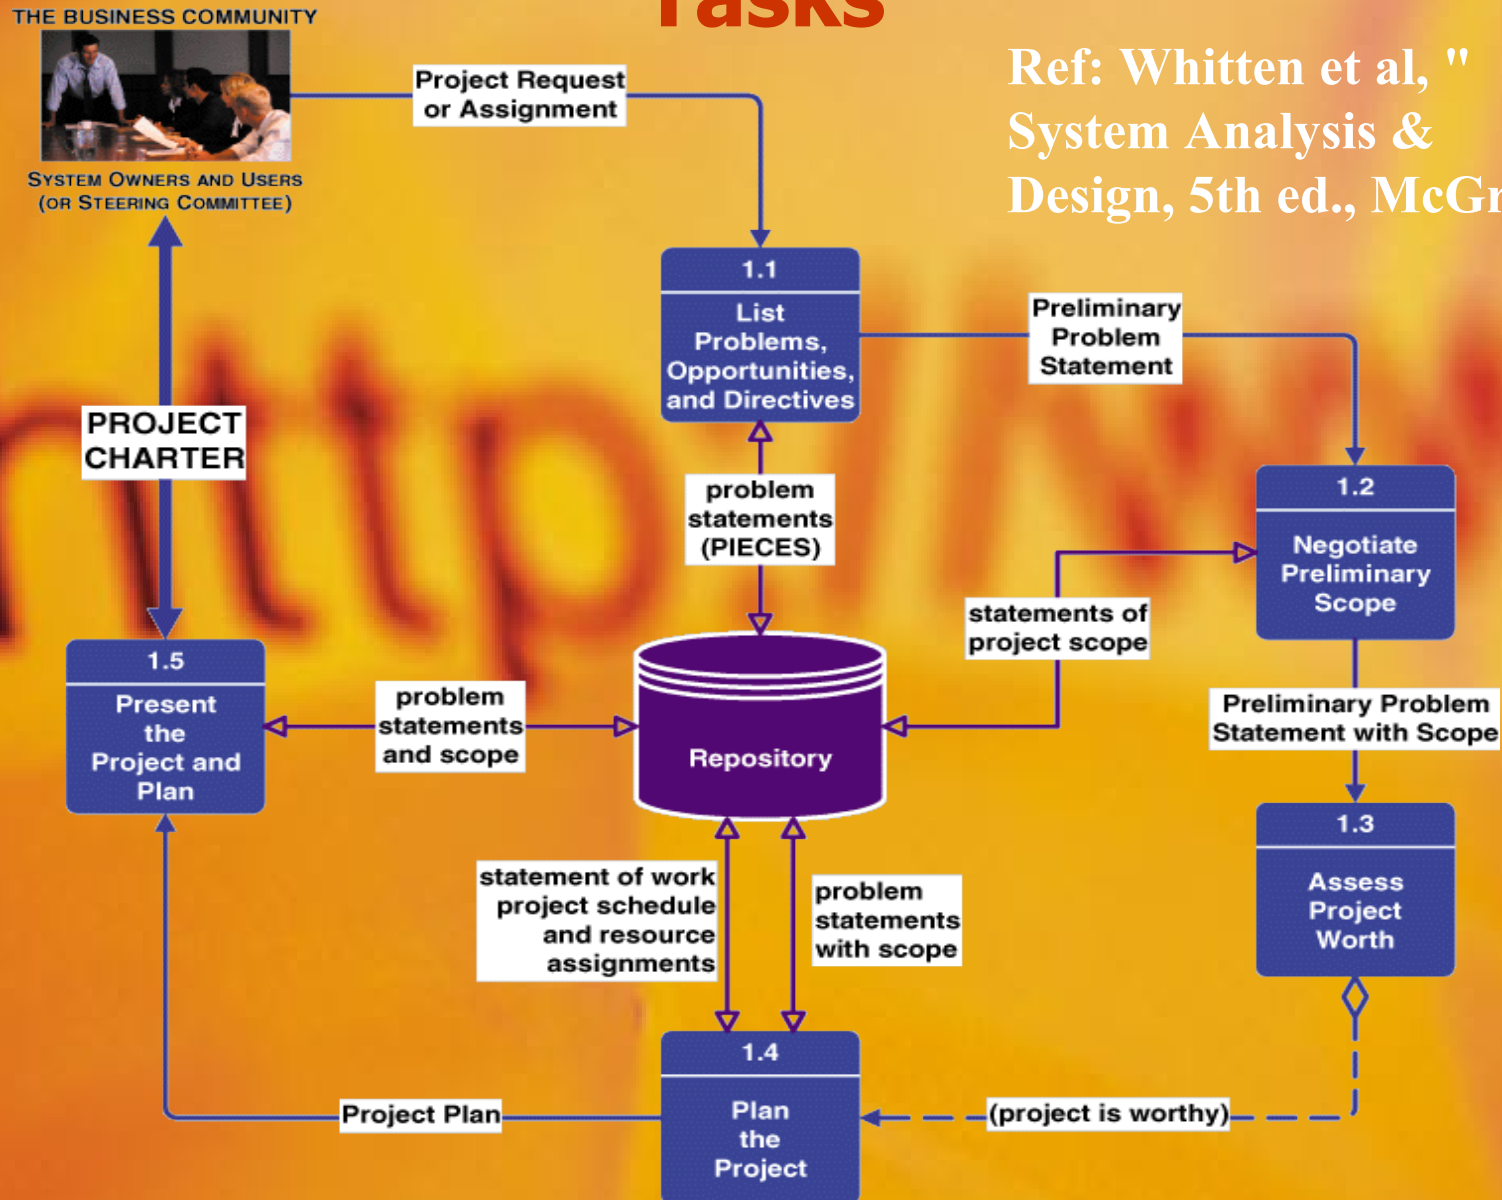 Tasks
THE BUSINESS COMMUNITY
SYSTEM OWNERS AND USERS
(OR STEERING COMMITTEE)
Project Request
or Assignment
Ref: Whitten et al, "
System Analysis &
Design, 5th ed., McGr
1.1
List
Problems,
Opportunities,
and Directives
Preliminary
Problem
Statement
PROJECT
CHARTER
problem
statements
(PIECES)
1.2
Negotiate
Preliminary
Scope
statements of
project scope
1.5
Present
the
Project and
Plan
problem
statements
and scope
Repository
Preliminary Problem
Statement with Scope
1.3
Assess
Project
Worth
statement of work
project schedule
and resource
assignments
problem
statements
with scope
1.4
Plan
the
Project
Project Plan
(project is worthy)
http